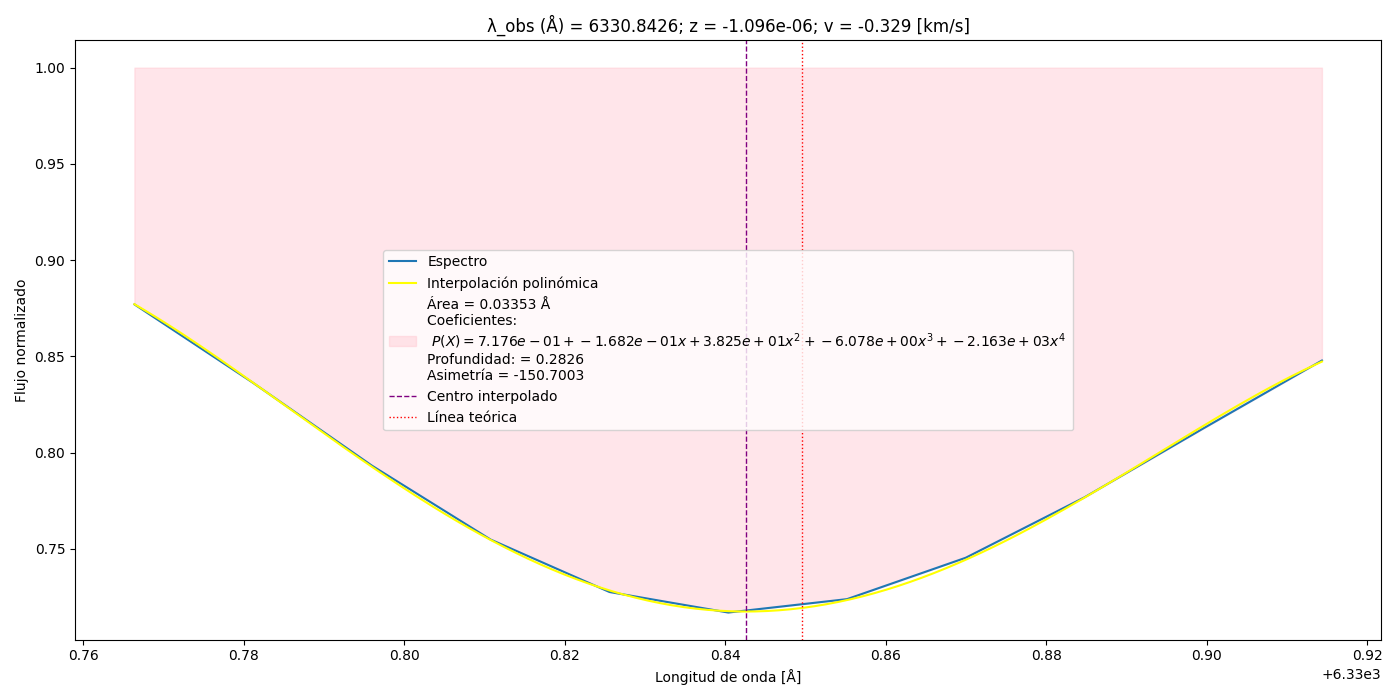 λ_obs (Å) = 6330.8426; z = -1.096e-06; v = -0.329 [km/s]
Flujo normalizado
1.00
0.95
0.90
0.85
0.80
0.75
Espectro
Interpolación polinómica
Área = 0.03353 Å
Coeficientes:
P(X) = 7.176e − 01 + −1.682e − 01x + 3.825e + 01x² + −6.078e + 00x³ + −2.163e + 03x⁴
Profundidad: = 0.2826
Asimetría = -150.7003
Centro interpolado
Línea teórica
0.76 0.78 0.80 0.82 0.84 0.86 0.88 0.90 0.92
+6.33e3
Longitud de onda [Å]